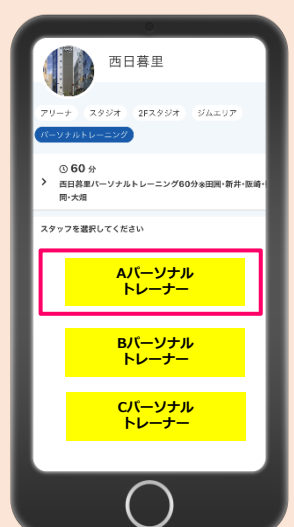 西日暮里
アリーナ スタジオ 2Fスタジオ ジムエリア
パーソナルトレーニング
60 分
西日暮里パーソナルトレーニング60分※田園・新井・阪崎・
岡・大畑
スタッフを選択してください
Aパーソナル
トレーナー
Bパーソナル
トレーナー
Cパーソナル
トレーナー